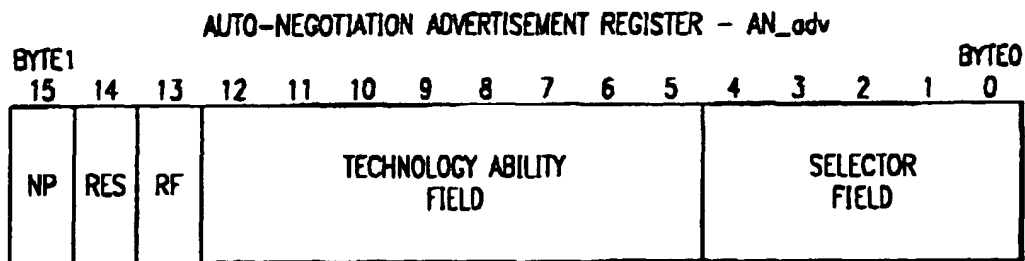 AUTO-NEGOTIATION ADVERTISEMENT REGISTER - AN_adv
BYTE1 BYTE0
15 14 13 12 11 10 9 8 7 6 5 4 3 2 1 0
NP RES RF TECHNOLOGY ABILITY SELECTOR
FIELD FIELD